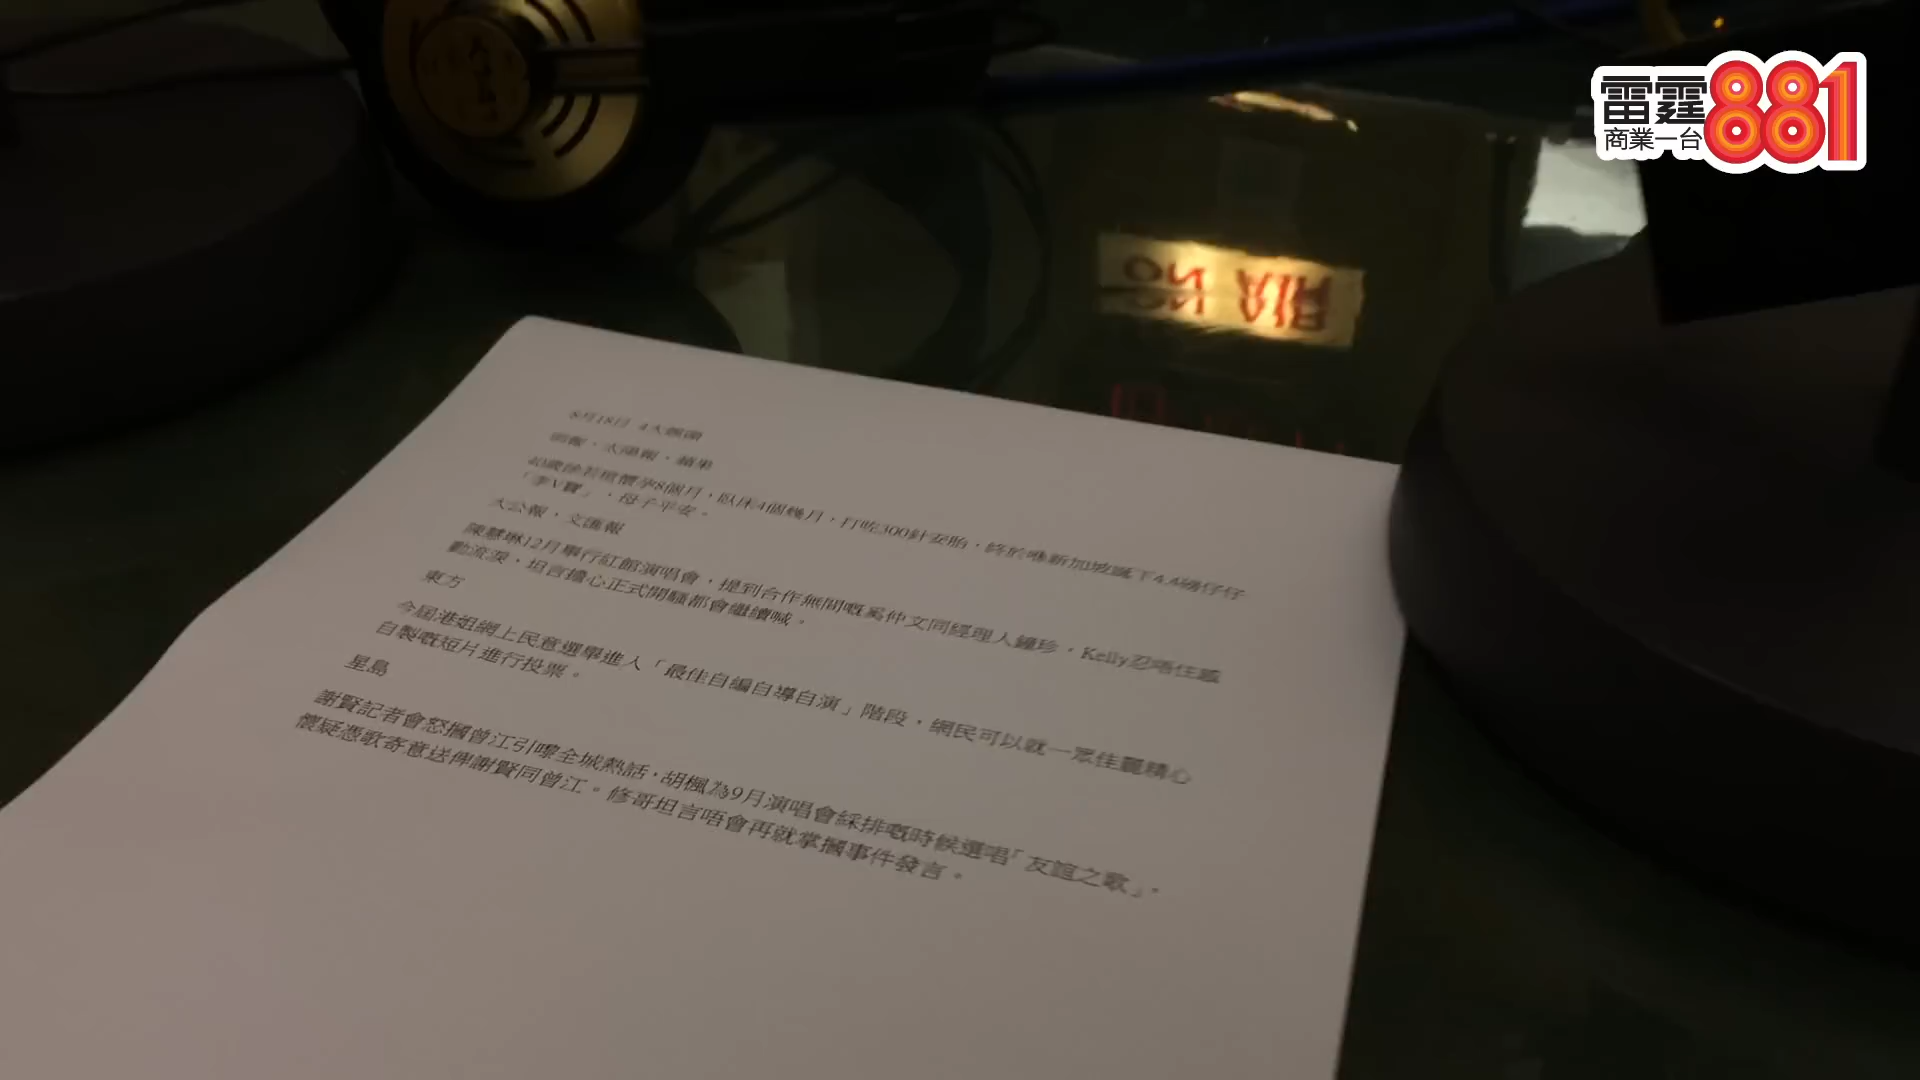 雷霆881
商業一台
ON AIR
8月18日 4大頭條
明報、太陽報、蘋果
40歲徐若瑄懷孕8個月，臥床4個幾月，打咗300針安胎，終於喺新加坡誕下4.4磅仔仔
「李V寶」，母子平安。
大公報、文匯報
陳慧琳12月舉行紅館演唱會，提到合作無間嘅奚仲文同經理人鐘珍，Kelly忍唔住感
動流淚，坦言擔心正式開騷都會繼續喊。
東方
今屆港姐網上民意選舉進入「最佳自編自導自演」階段，網民可以就一眾佳麗精心
自製嘅短片進行投票。
星島
謝賢記者會怒摑曾江引嚟全城熱話，胡楓為9月演唱會綵排嘅時候選唱「友誼之歌」，
懷疑憑歌寄意送俾謝賢同曾江。修哥坦言唔會再就掌摑事件發言。